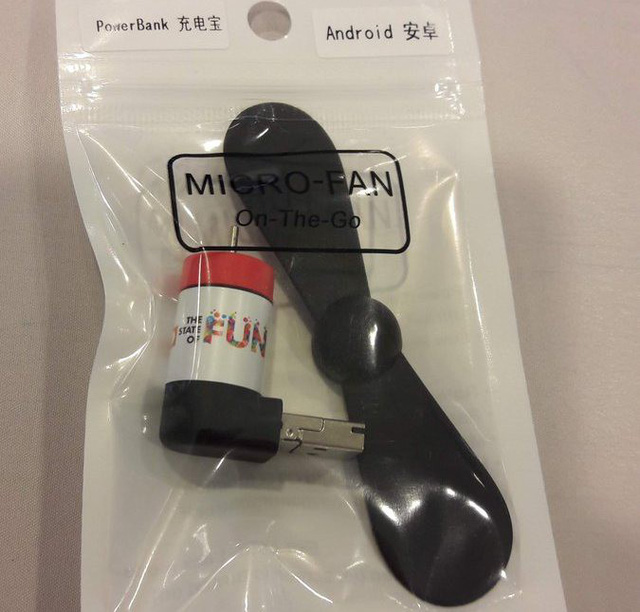 PowerBank 充电宝
Android 安卓
MICRO-FAN
On-The-Go
THE
STATE
OF
FUN